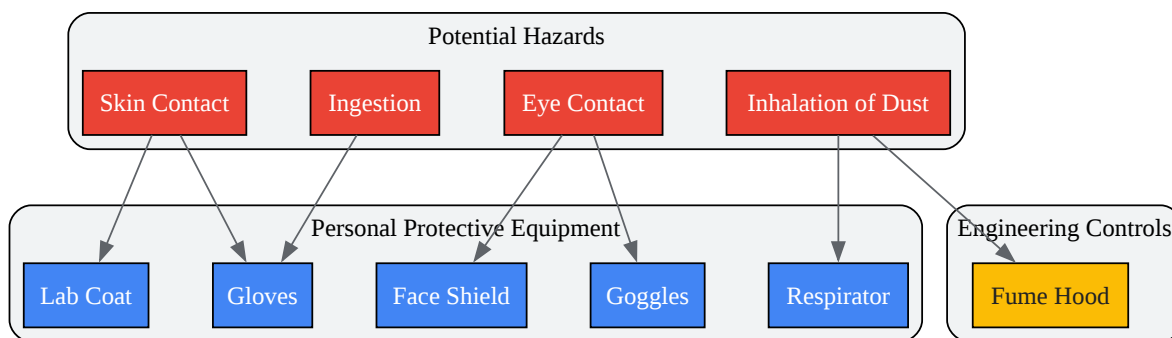 Potential Hazards
Skin Contact
Ingestion
Eye Contact
Inhalation of Dust
Personal Protective Equipment
Engineering Controls
Lab Coat
Gloves
Face Shield
Goggles
Respirator
Fume Hood